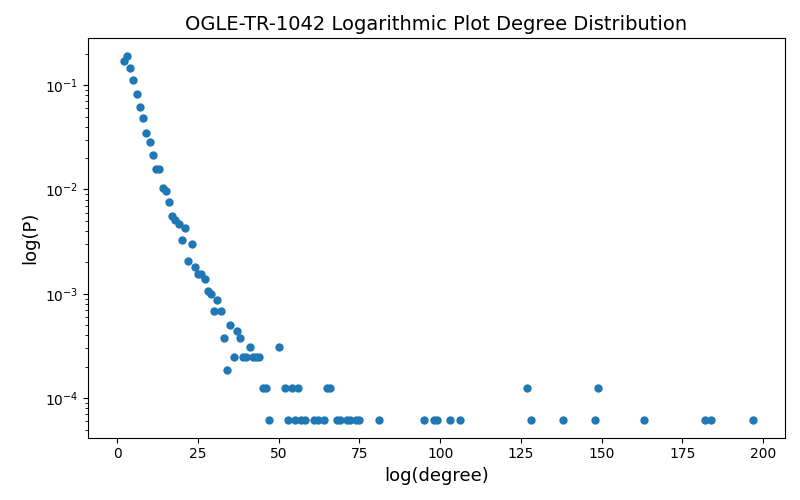 OGLE-TR-1042 Logarithmic Plot Degree Distribution
log(P)
10⁻¹
10⁻²
10⁻³
10⁻⁴
0 25 50 75 100 125 150 175 200
log(degree)